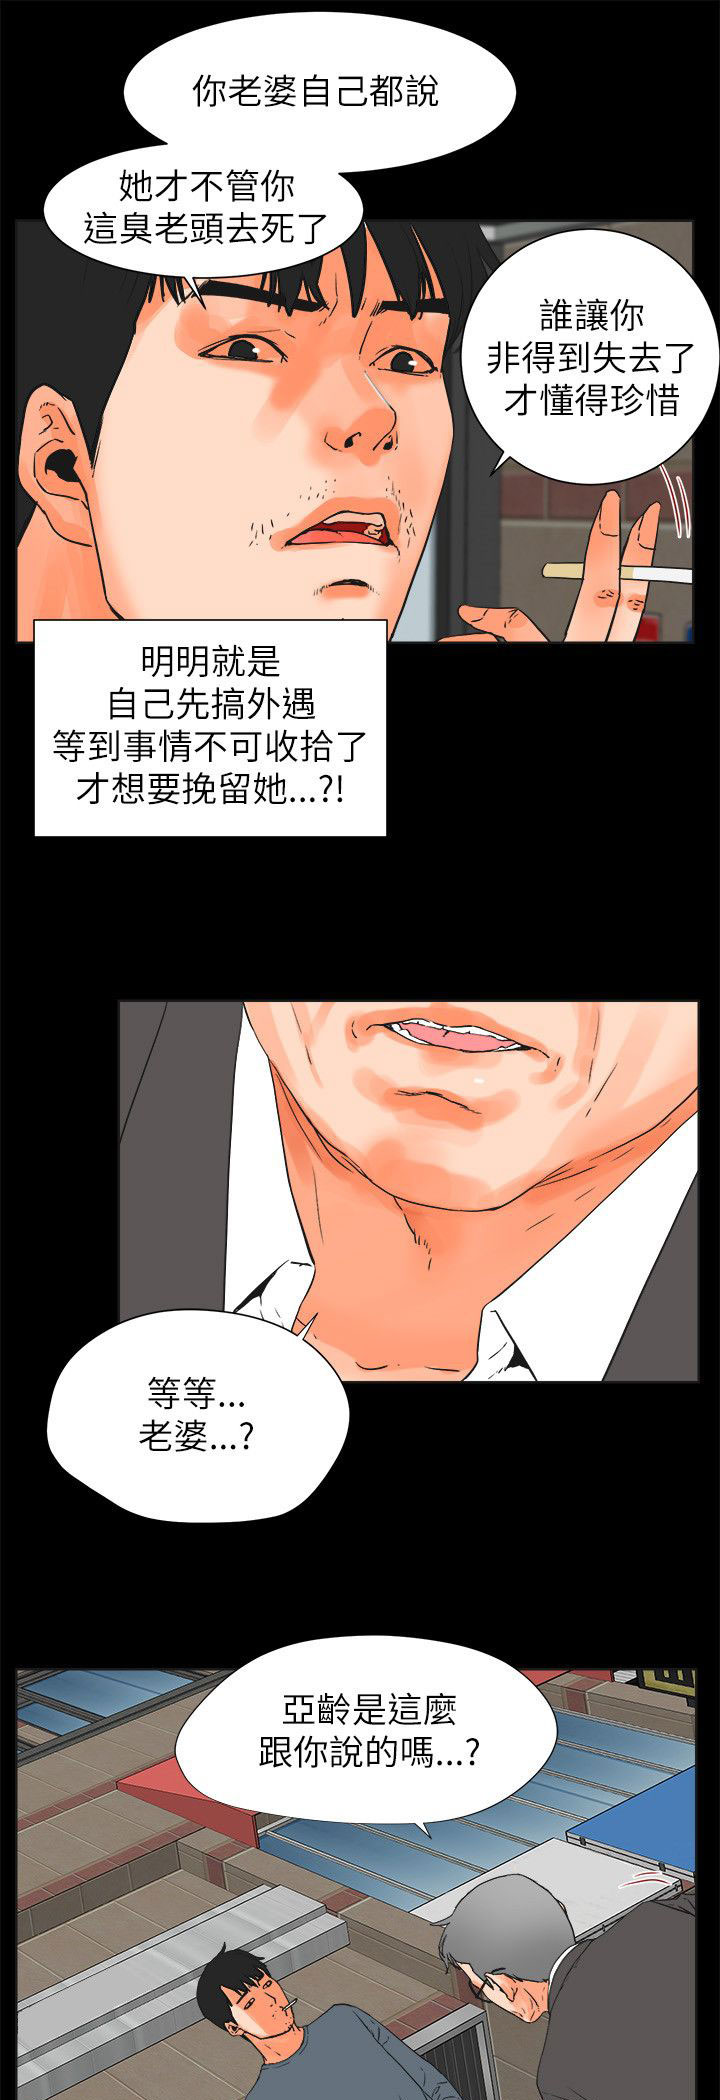 你老婆自己都說
她才不管你
這臭老頭去死了
誰讓你
非得到失去了
才懂得珍惜
明明就是
自己先搞外遇
等到事情不可收拾了
才想要挽留她...?!
等等...
老婆...?
亞齡是這麼
跟你說的嗎...?